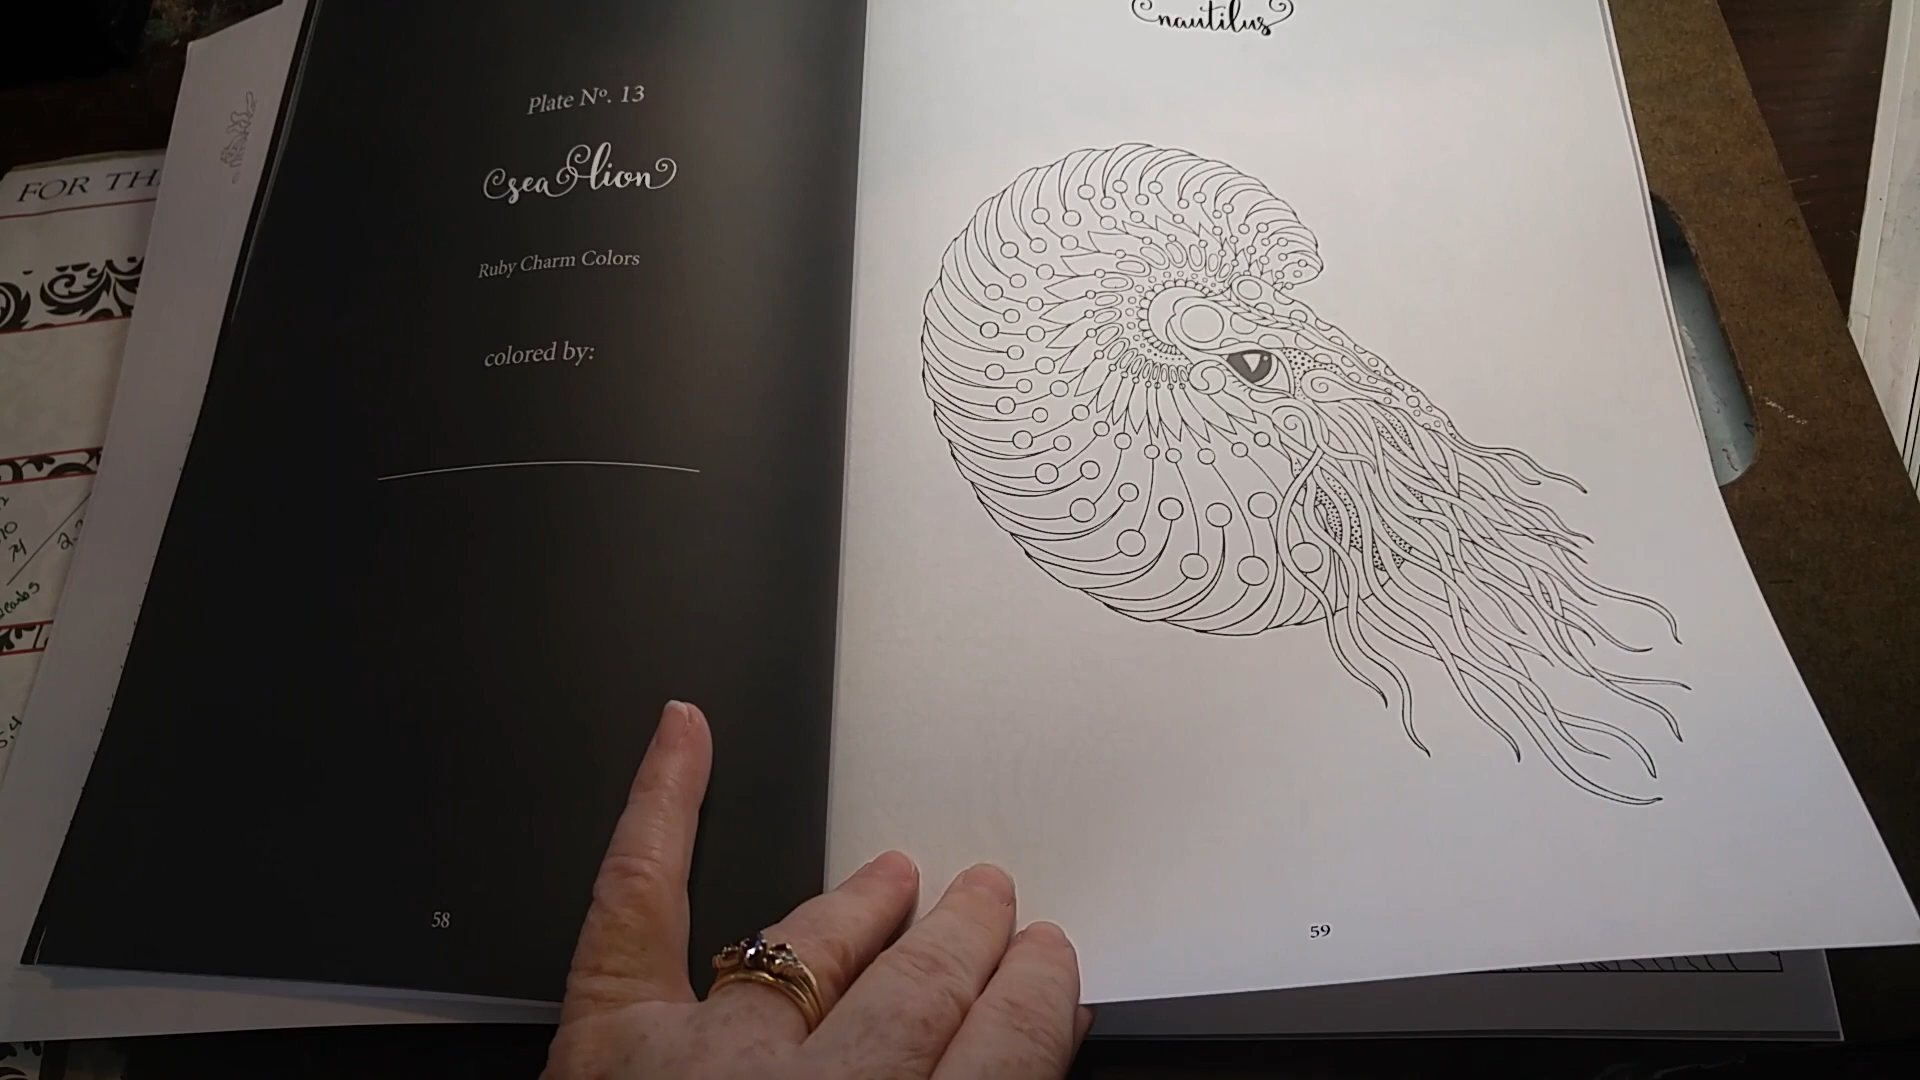 Plate Nº. 13
sea lion
Ruby Charm Colors
colored by:
58
nautilus
59
FOR TH